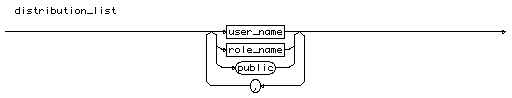 distribution_list
user_name
role_name
public
,